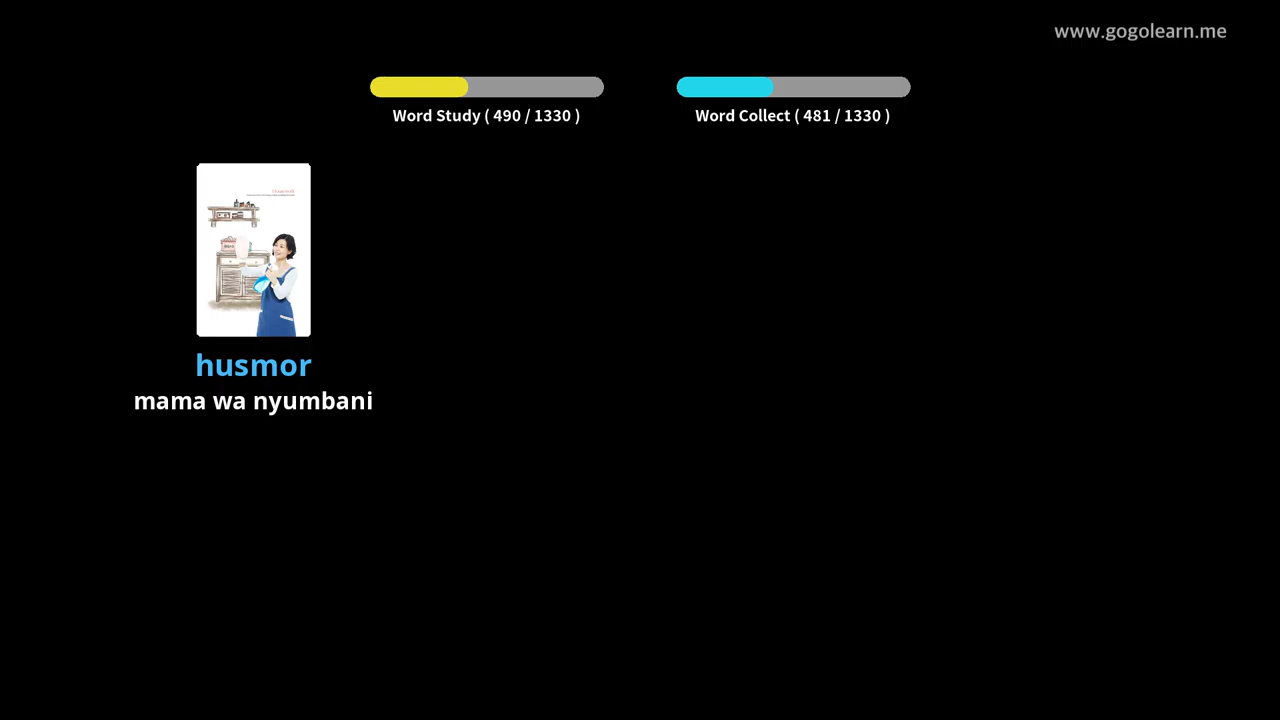 www.gogolearn.me
Word Study ( 490 / 1330 )
Word Collect ( 481 / 1330 )
husmor
mama wa nyumbani